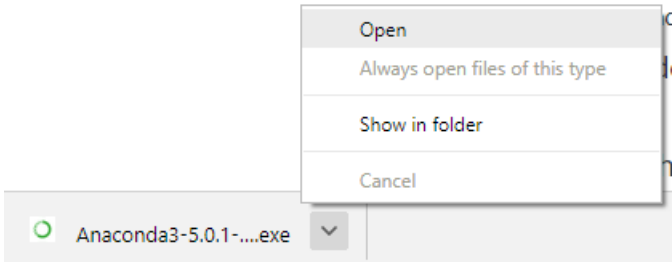 Open
Always open files of this type
Show in folder
Cancel
Anaconda3-5.0.1-....exe